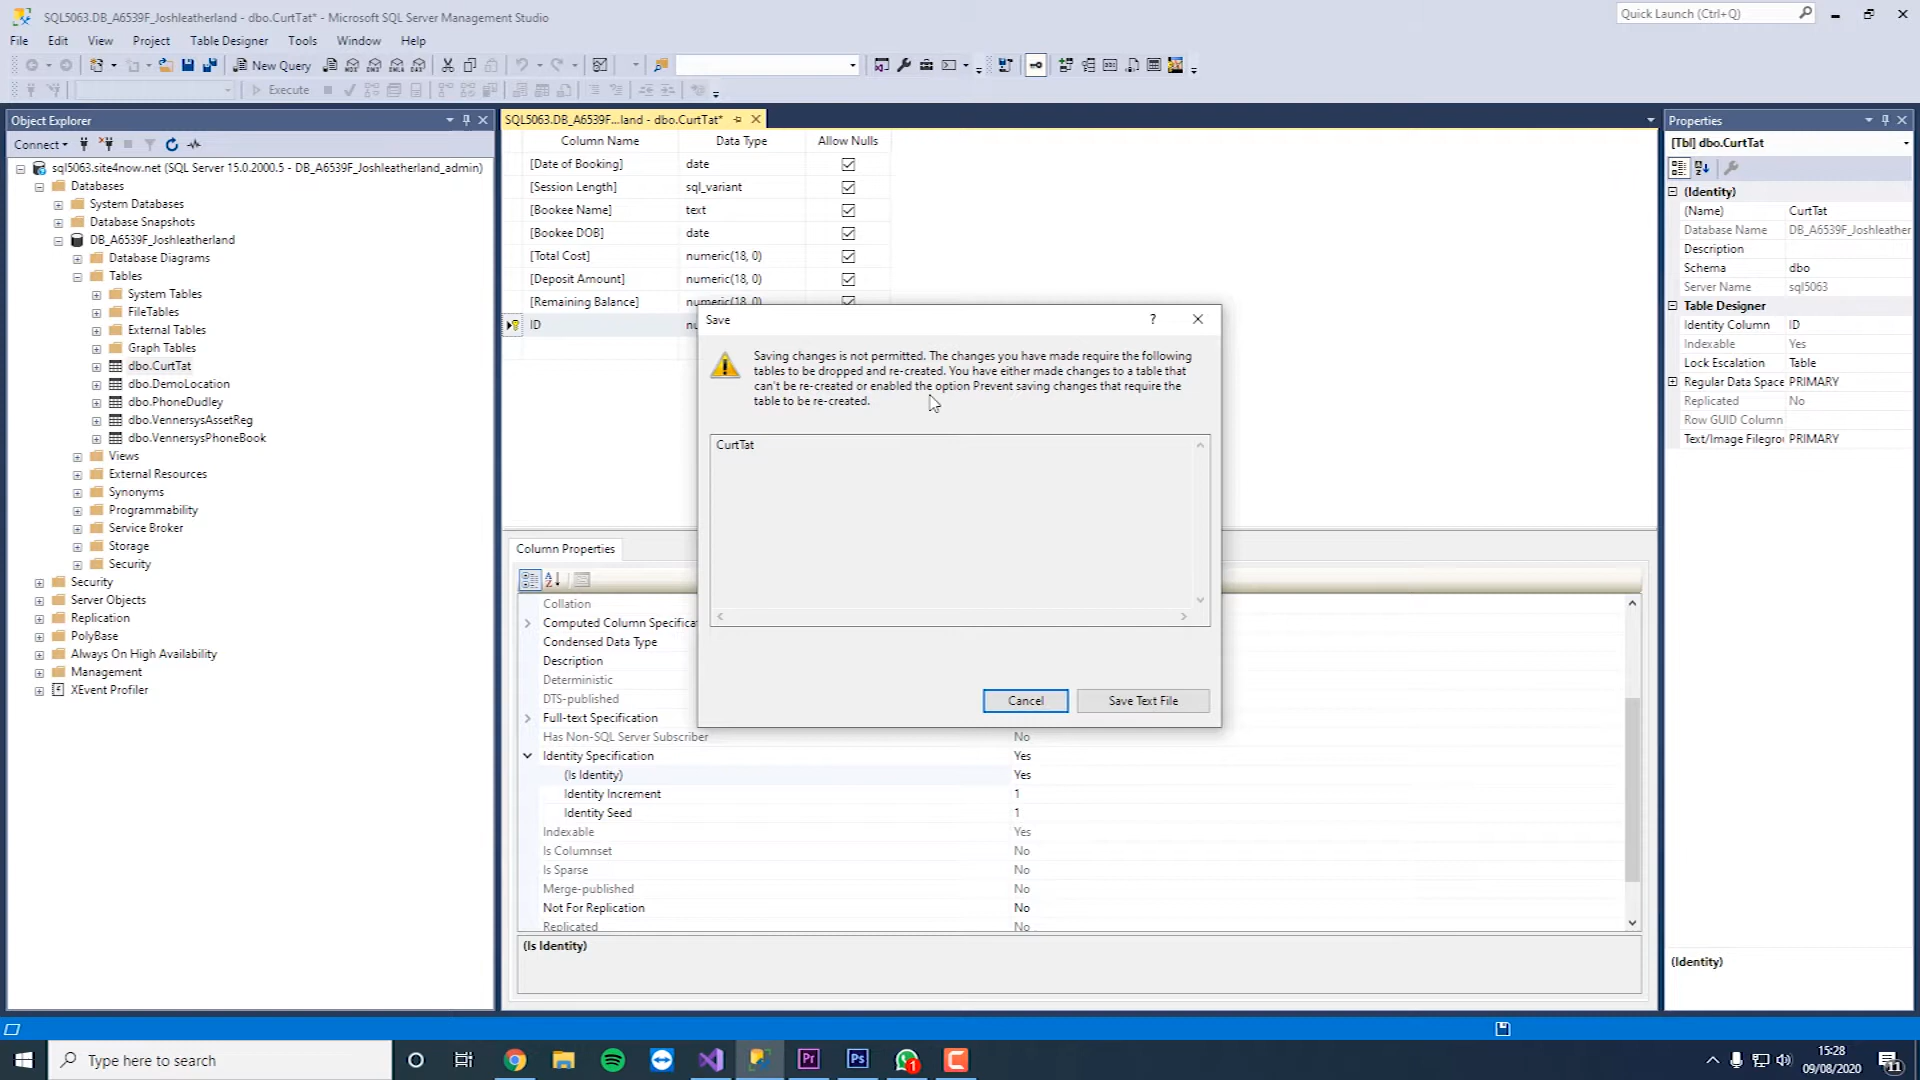 SQL5063.DB_A6539F_Joshleatherland - dbo.CurtTat* - Microsoft SQL Server Management Studio
Quick Launch (Ctrl+Q)
File Edit View Project Table Designer Tools Window Help
New Query
Execute
Object Explorer
Connect
sql5063.site4now.net (SQL Server 15.0.2000.5 - DB_A6539F_Joshleatherland_admin)
Databases
System Databases
Database Snapshots
DB_A6539F_Joshleatherland
Database Diagrams
Tables
System Tables
FileTables
External Tables
Graph Tables
dbo.CurtTat
dbo.DemoLocation
dbo.PhoneDudley
dbo.VennersysAssetReg
dbo.VennersysPhoneBook
Views
External Resources
Synonyms
Programmability
Service Broker
Storage
Security
Security
Server Objects
Replication
PolyBase
Always On High Availability
Management
XEvent Profiler
SQL5063.DB_A6539F...land - dbo.CurtTat*
Column Name Data Type Allow Nulls
[Date of Booking] date
[Session Length] sql_variant
[Bookee Name] text
[Bookee DOB] date
[Total Cost] numeric(18, 0)
[Deposit Amount] numeric(18, 0)
[Remaining Balance] numeric(18, 0)
ID nu
Save
?
Saving changes is not permitted. The changes you have made require the following
tables to be dropped and re-created. You have either made changes to a table that
can't be re-created or enabled the option Prevent saving changes that require the
table to be re-created.
CurtTat
Cancel Save Text File
Column Properties
Collation
Computed Column Specifica
Condensed Data Type
Description
Deterministic
DTS-published
Full-text Specification
Has Non-SQL Server Subscriber No
Identity Specification Yes
(Is Identity) Yes
Identity Increment 1
Identity Seed 1
Indexable Yes
Is Columnset No
Is Sparse No
Merge-published No
Not For Replication No
Replicated No
(Is Identity)
Properties
[Tbl] dbo.CurtTat
(Identity)
(Name) CurtTat
Database Name DB_A6539F_Joshleather
Description
Schema dbo
Server Name sql5063
Table Designer
Identity Column ID
Indexable Yes
Lock Escalation Table
Regular Data Space PRIMARY
Replicated No
Row GUID Column
Text/Image Filegrou PRIMARY
(Identity)
Type here to search
Pr
Ps
1
15:28
09/08/2020
11